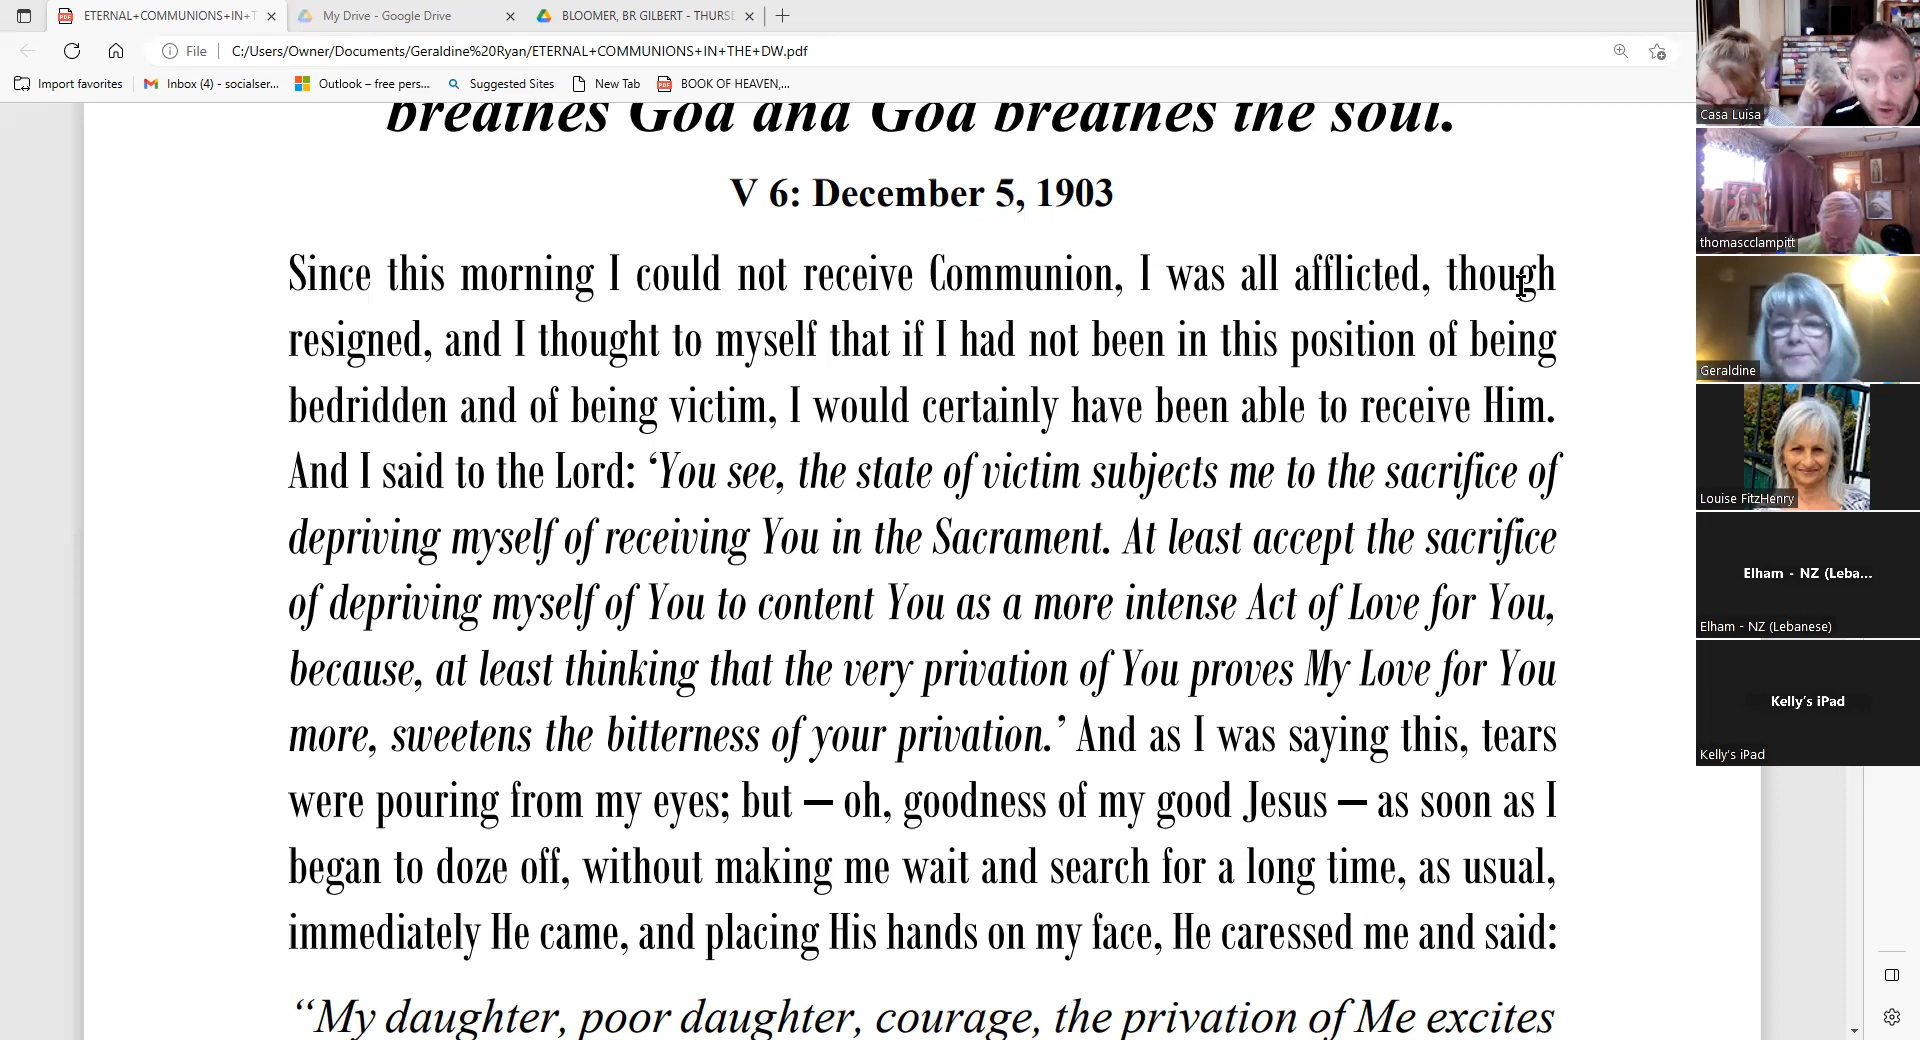 ETERNAL+COMMUNIONS+IN+T
My Drive - Google Drive
BLOOMER, BR GILBERT - THURSD
File
C:/Users/Owner/Documents/Geraldine%20Ryan/ETERNAL+COMMUNIONS+IN+THE+DW.pdf
Import favorites
Inbox (4) - socialser...
Outlook – free pers...
Suggested Sites
New Tab
BOOK OF HEAVEN,...
breathes God and God breathes the soul.
V 6: December 5, 1903
Since this morning I could not receive Communion, I was all afflicted, though
resigned, and I thought to myself that if I had not been in this position of being
bedridden and of being victim, I would certainly have been able to receive Him.
And I said to the Lord: ‘You see, the state of victim subjects me to the sacrifice of
depriving myself of receiving You in the Sacrament. At least accept the sacrifice
of depriving myself of You to content You as a more intense Act of Love for You,
because, at least thinking that the very privation of You proves My Love for You
more, sweetens the bitterness of your privation.’ And as I was saying this, tears
were pouring from my eyes; but — oh, goodness of my good Jesus — as soon as I
began to doze off, without making me wait and search for a long time, as usual,
immediately He came, and placing His hands on my face, He caressed me and said:
“My daughter, poor daughter, courage, the privation of Me excites
Casa Luisa
thomascclampitt
Geraldine
Louise FitzHenry
Elham - NZ (Leba...
Elham - NZ (Lebanese)
Kelly's iPad
Kelly's iPad